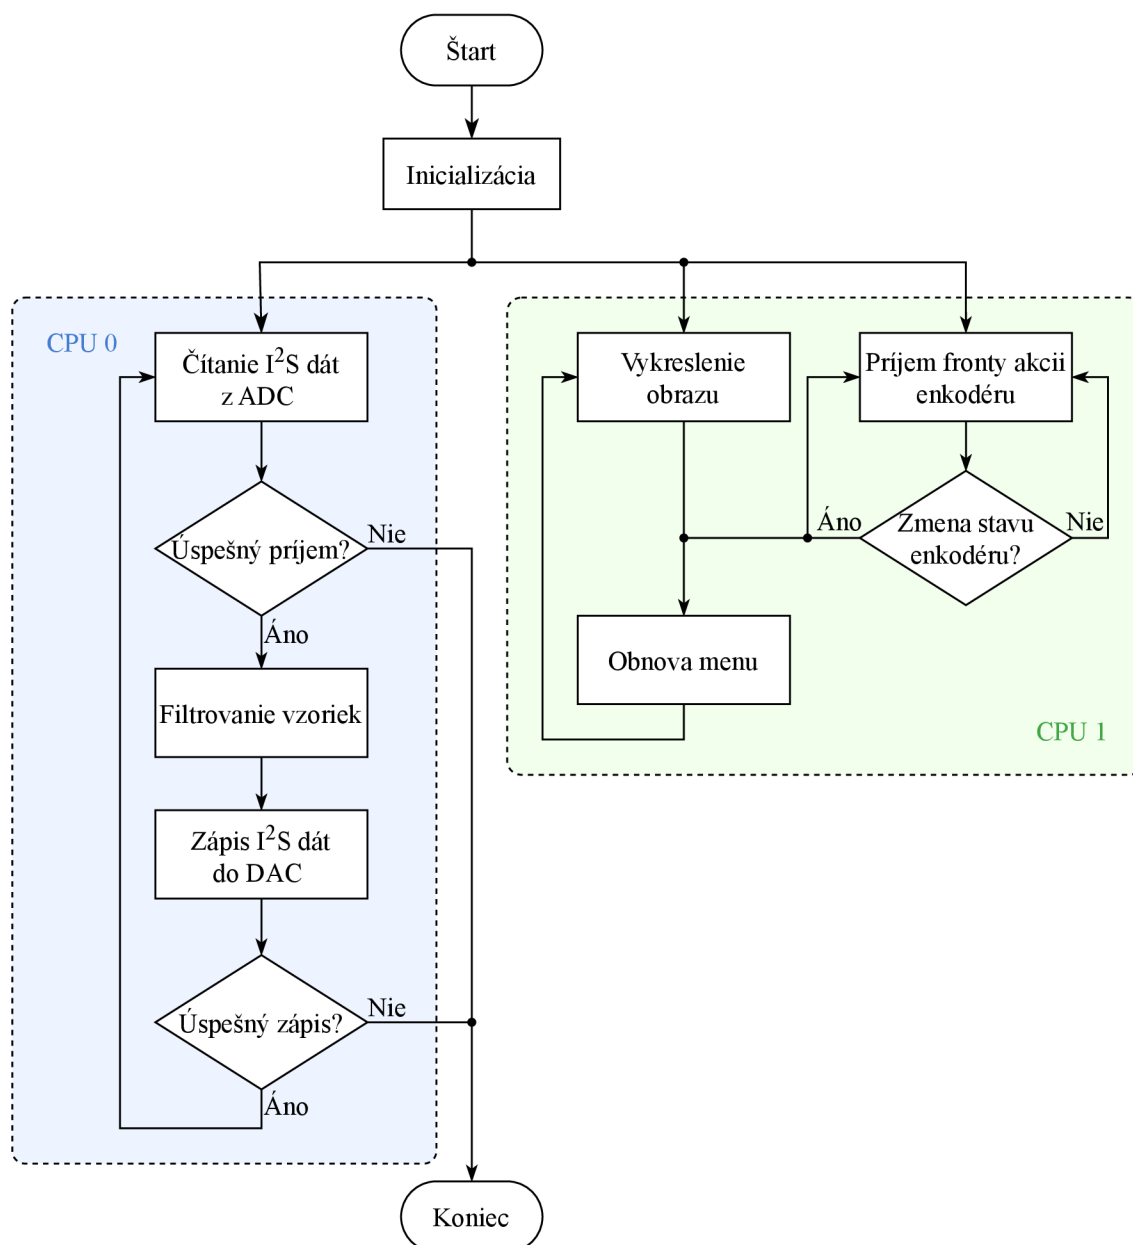 Štart
Inicializácia
CPU 0
Čítanie I²S dát
z ADC
Úspešný príjem?
Nie
Áno
Filtrovanie vzoriek
Zápis I²S dát
do DAC
Úspešný zápis?
Nie
Áno
Vykreslenie
obrazu
Príjem fronty akcii
enkodéru
Áno
Zmena stavu
enkodéru?
Nie
Obnova menu
CPU 1
Koniec